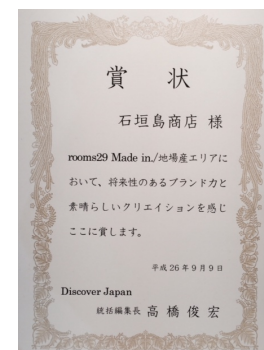 賞状
石垣島商店 様
rooms29 Made in./地場産エリアに
おいて、将来性のあるブランド力と
素晴らしいクリエイションを感じ
ここに賞します。
平成26年9月9日
Discover Japan
統括編集長 高橋俊宏